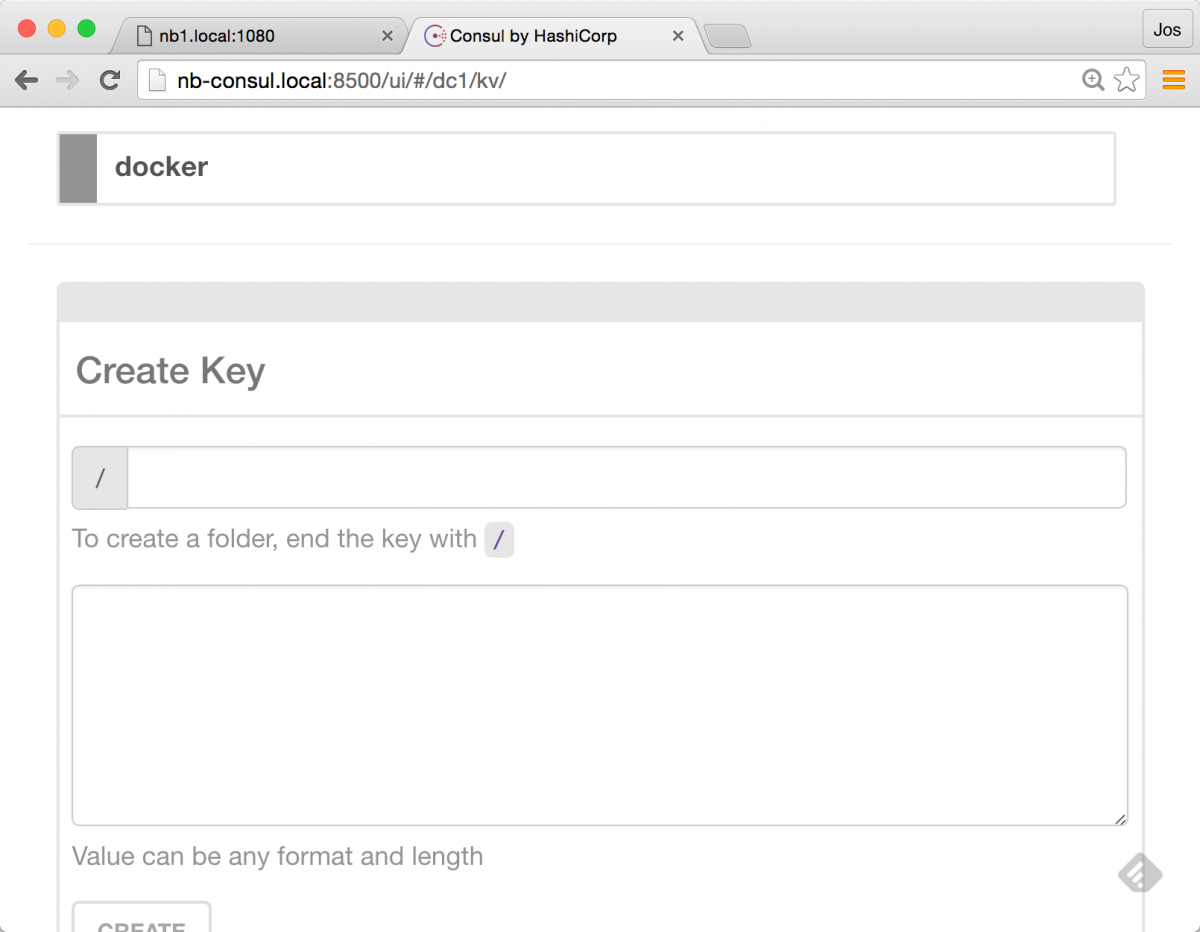 nb1.local:1080
Consul by HashiCorp
Jos
nb-consul.local:8500/ui/#/dc1/kv/
docker
Create Key
/
To create a folder, end the key with /
Value can be any format and length
CREATE